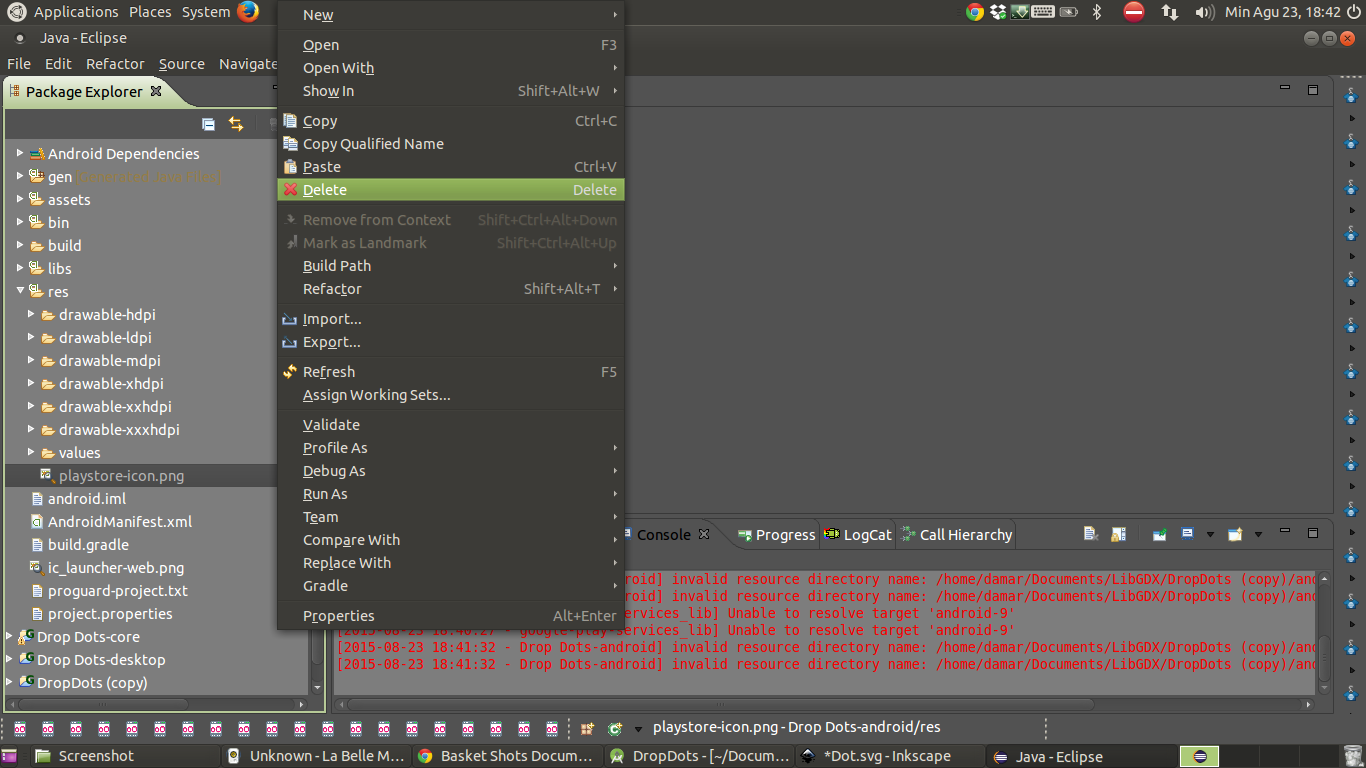 Applications Places System Min Agu 23, 18:42
Java - Eclipse
File Edit Refactor Source Navigate
Package Explorer
Android Dependencies
gen [Generated Java Files]
assets
bin
build
libs
res
drawable-hdpi
drawable-ldpi
drawable-mdpi
drawable-xhdpi
drawable-xxhdpi
drawable-xxxhdpi
values
playstore-icon.png
android.iml
AndroidManifest.xml
build.gradle
ic_launcher-web.png
proguard-project.txt
project.properties
Drop Dots-core
Drop Dots-desktop
DropDots (copy)
New
Open F3
Open With
Show In Shift+Alt+W
Copy Ctrl+C
Copy Qualified Name
Paste Ctrl+V
Delete Delete
Remove from Context Shift+Ctrl+Alt+Down
Mark as Landmark Shift+Ctrl+Alt+Up
Build Path
Refactor Shift+Alt+T
Import...
Export...
Refresh F5
Assign Working Sets...
Validate
Profile As
Debug As
Run As
Team
Compare With
Replace With
Gradle
Properties Alt+Enter
Console Progress LogCat Call Hierarchy
android] invalid resource directory name: /home/damar/Documents/LibGDX/DropDots (copy)/and
android] invalid resource directory name: /home/damar/Documents/LibGDX/DropDots (copy)/and
services_lib] Unable to resolve target 'android-9'
[2015-08-23 18:40:27 - google-play-services_lib] Unable to resolve target 'android-9'
[2015-08-23 18:41:32 - Drop Dots-android] invalid resource directory name: /home/damar/Documents/LibGDX/DropDots (copy)/and
[2015-08-23 18:41:32 - Drop Dots-android] invalid resource directory name: /home/damar/Documents/LibGDX/DropDots (copy)/and
playstore-icon.png - Drop Dots-android/res
Screenshot Unknown - La Belle M... Basket Shots Docum... DropDots - [~/Docum... *Dot.svg - Inkscape Java - Eclipse